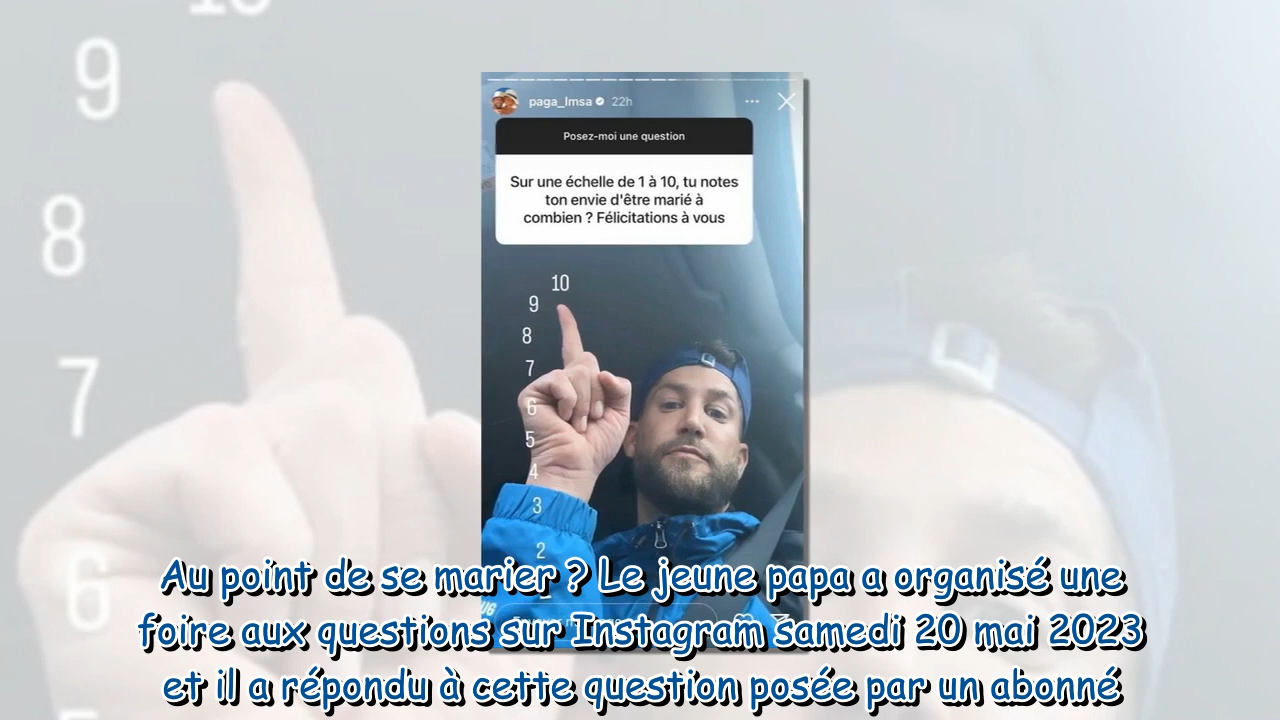 paga_lmsa 22h
Posez-moi une question
Sur une échelle de 1 à 10, tu notes
ton envie d'être marié à
combien ? Félicitations à vous
10
9
8
7
6
5
4
3
2
Au point de se marier ? Le jeune papa a organisé une
foire aux questions sur Instagram samedi 20 mai 2023
et il a répondu à cette question posée par un abonné